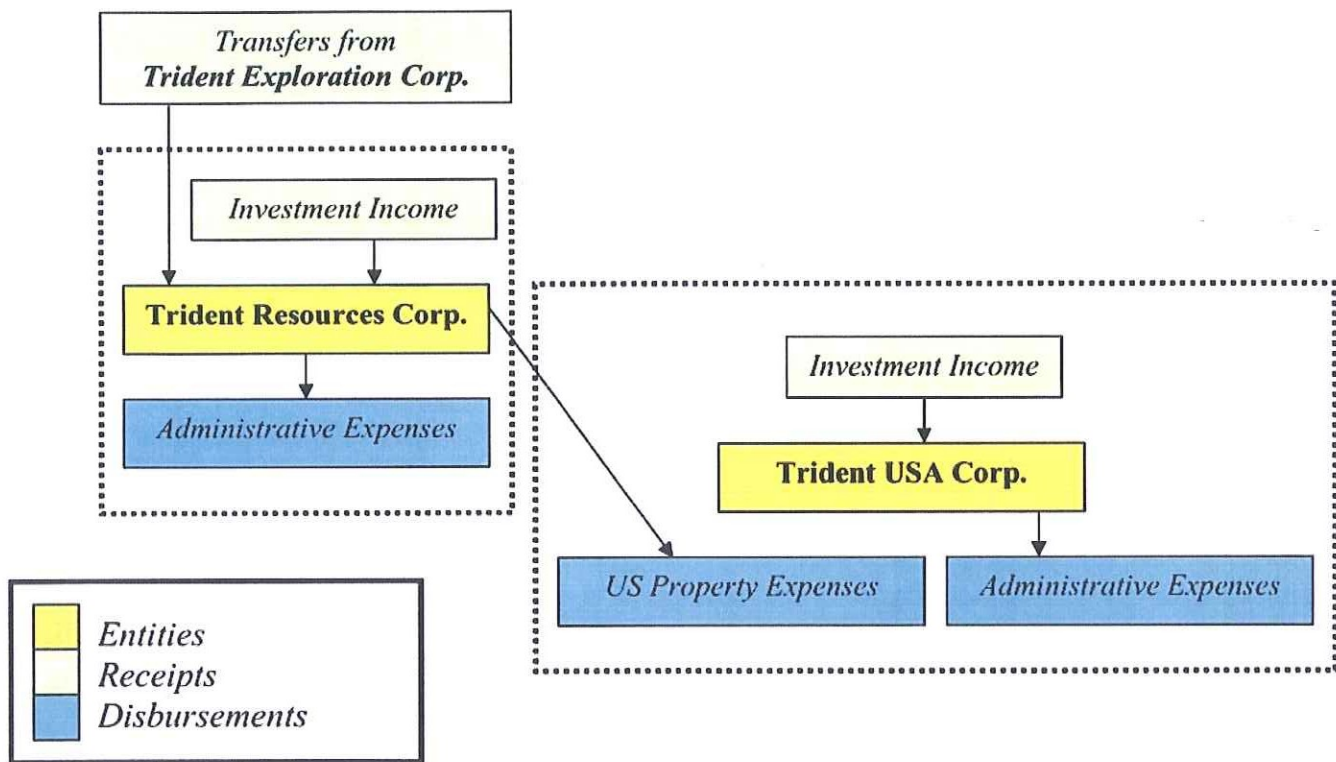 Transfers from
Trident Exploration Corp.
Investment Income
Trident Resources Corp.
Administrative Expenses
Investment Income
Trident USA Corp.
US Property Expenses
Administrative Expenses
Entities
Receipts
Disbursements